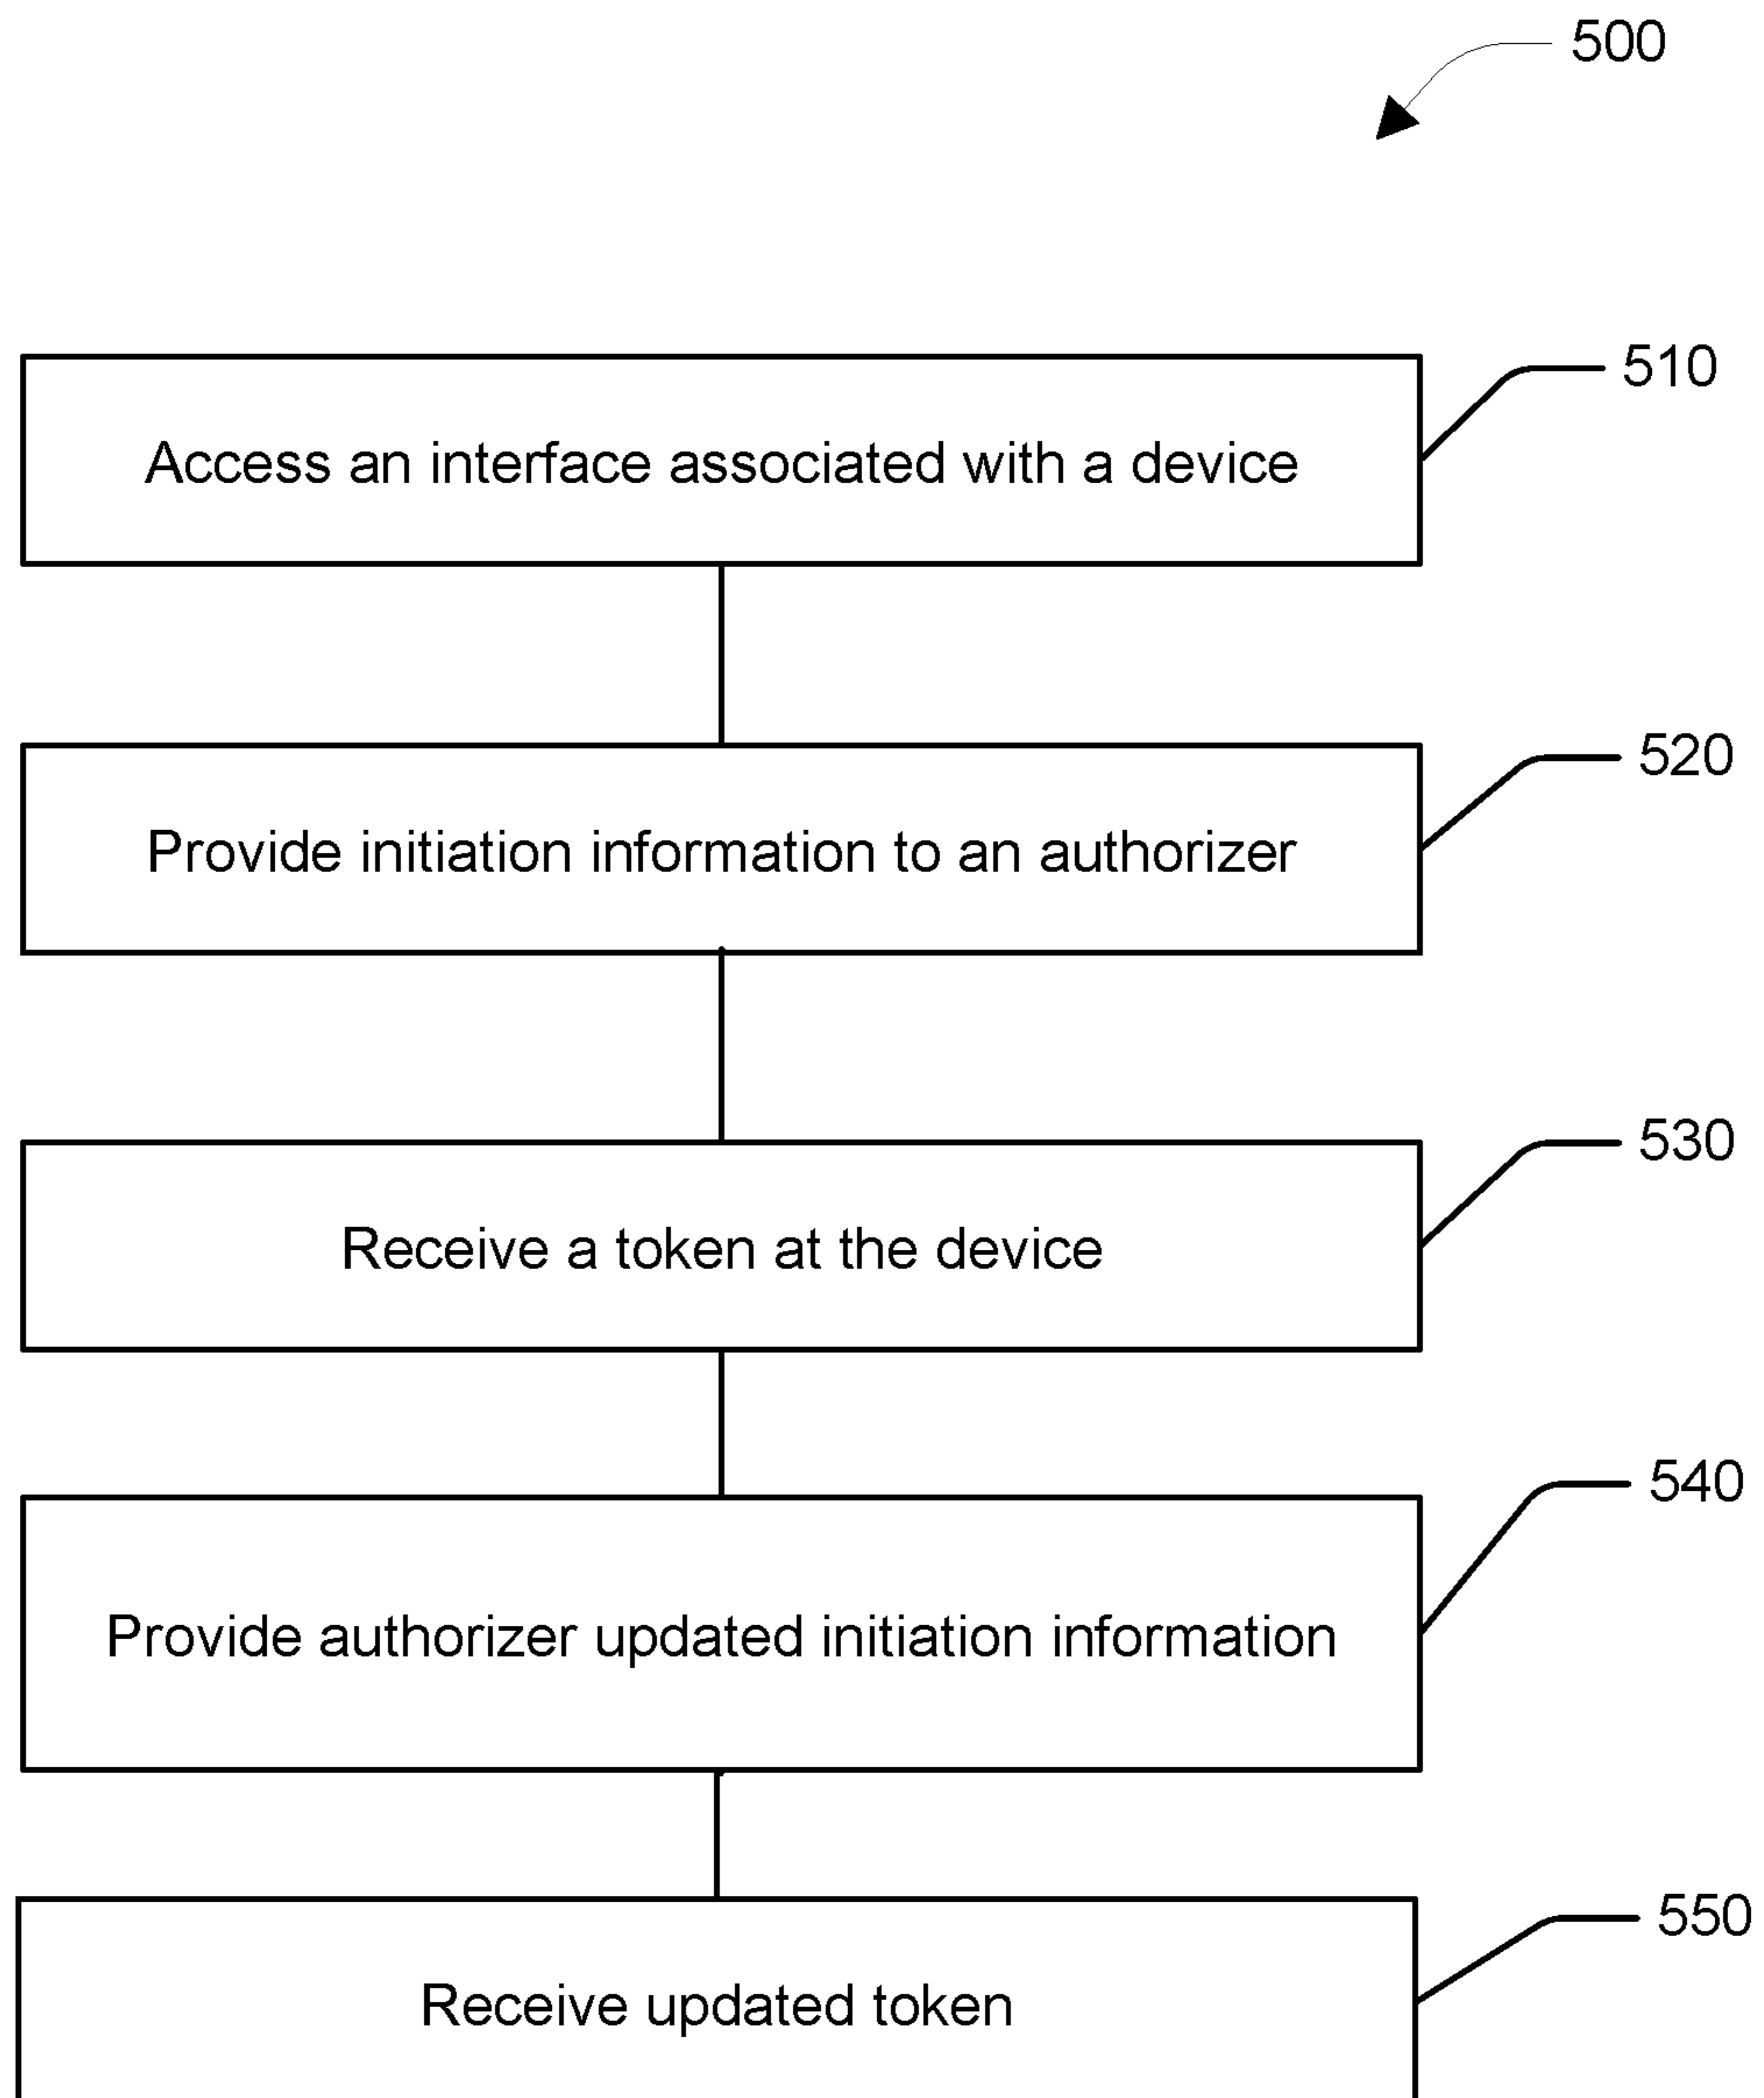 500
510
Access an interface associated with a device
520
Provide initiation information to an authorizer
530
Receive a token at the device
540
Provide authorizer updated initiation information
550
Receive updated token